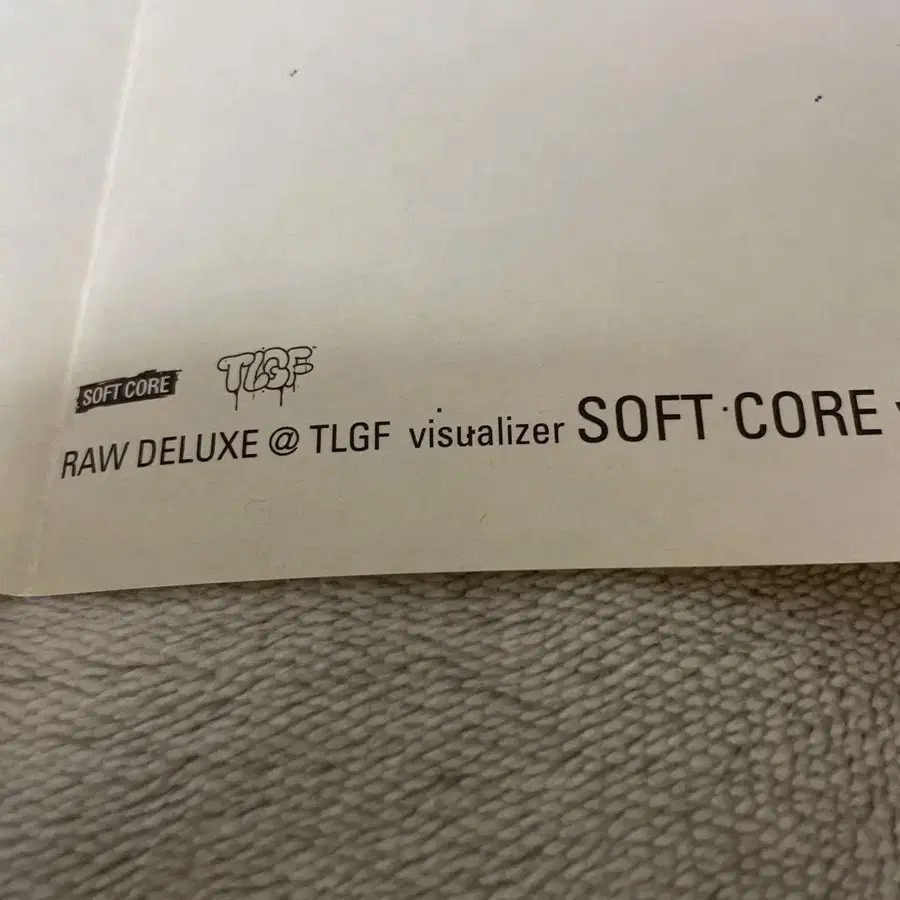 SOFT CORE TLGF
RAW DELUXE @ TLGF visualizer SOFT CORE